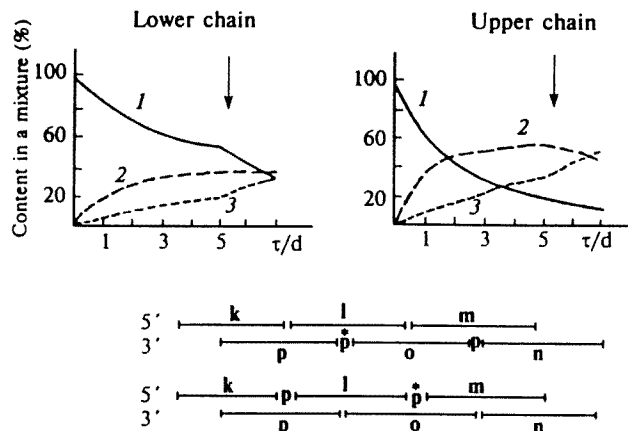 Lower chain
Upper chain
Content in a mixture (%)
100
60
20
1
2
3
1 3 5 τ/d
100
60
20
1
2
3
1 3 5 τ/d
k l m
5′
3′
p p* o p n
k p l p* m
5′
3′
p o n